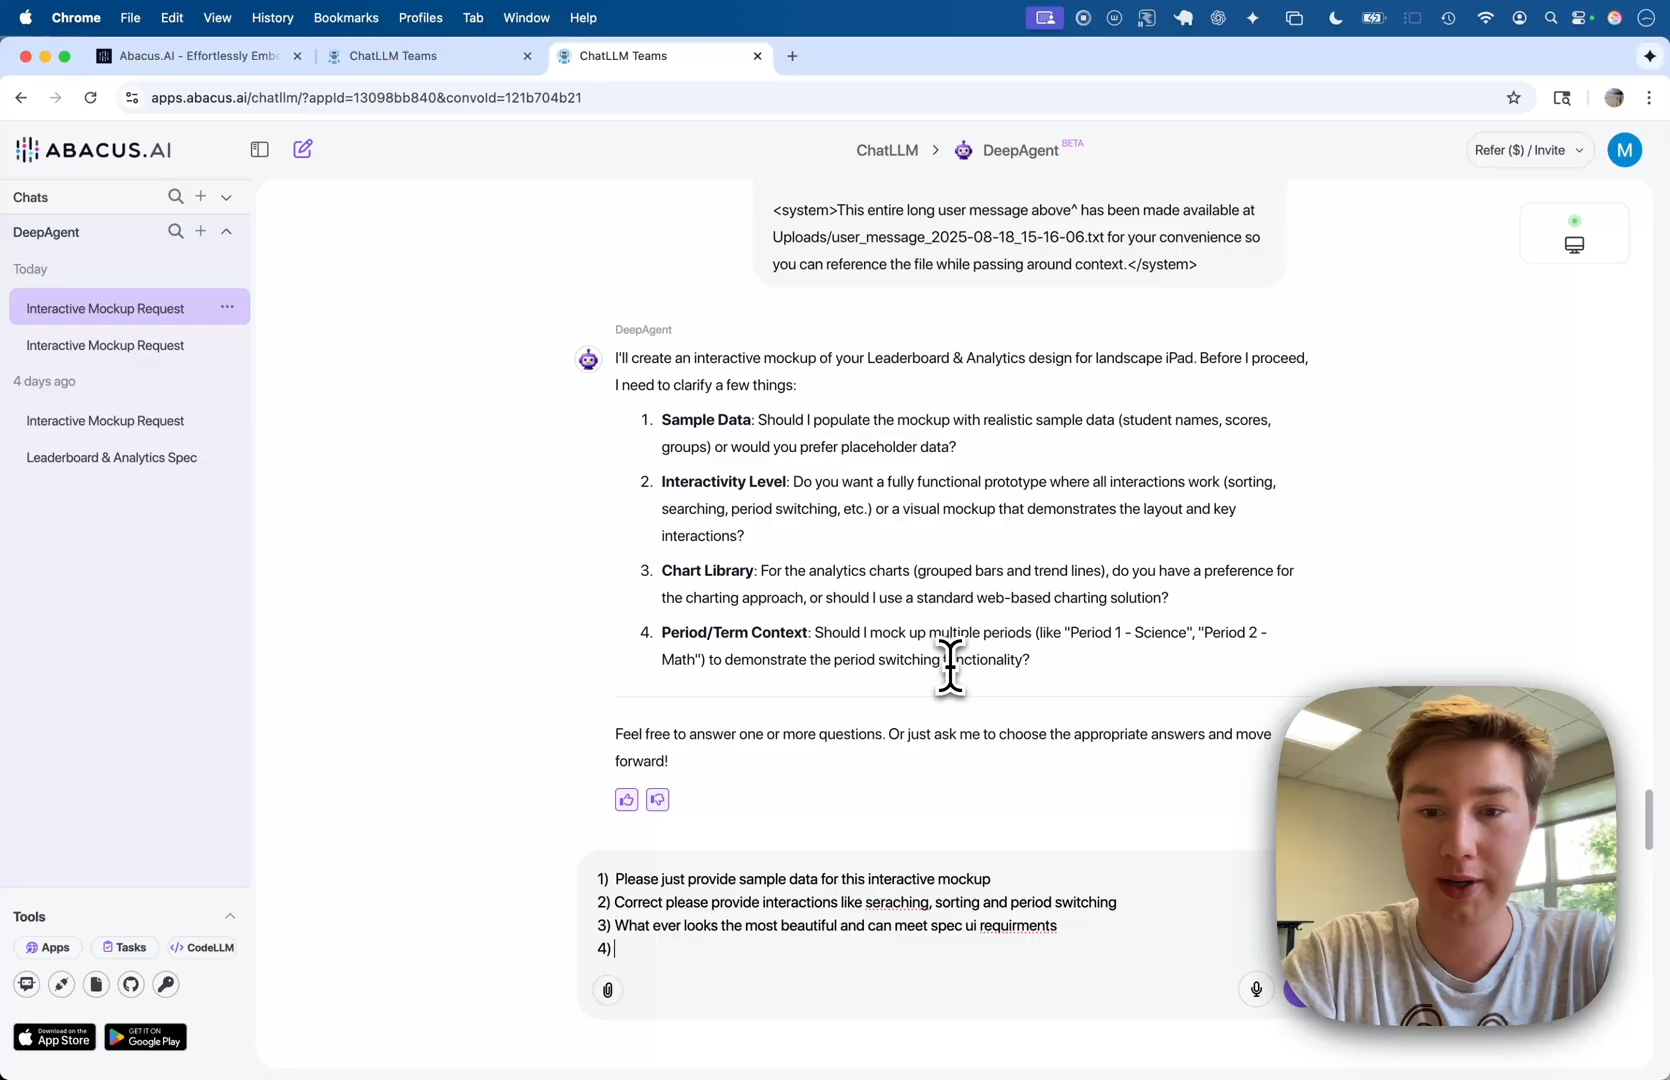 Chrome File Edit View History Bookmarks Profiles Tab Window Help
Abacus.AI - Effortlessly Embe
ChatLLM Teams
ChatLLM Teams
apps.abacus.ai/chatllm/?appId=13098bb840&convoId=121b704b21
ABACUS.AI
ChatLLM > DeepAgent BETA
Refer ($) / Invite
M
Chats
DeepAgent
Today
Interactive Mockup Request
Interactive Mockup Request
4 days ago
Interactive Mockup Request
Leaderboard & Analytics Spec
<system>This entire long user message above^ has been made available at
Uploads/user_message_2025-08-18_15-16-06.txt for your convenience so
you can reference the file while passing around context.</system>
DeepAgent
I'll create an interactive mockup of your Leaderboard & Analytics design for landscape iPad. Before I proceed,
I need to clarify a few things:
1. Sample Data: Should I populate the mockup with realistic sample data (student names, scores,
groups) or would you prefer placeholder data?
2. Interactivity Level: Do you want a fully functional prototype where all interactions work (sorting,
searching, period switching, etc.) or a visual mockup that demonstrates the layout and key
interactions?
3. Chart Library: For the analytics charts (grouped bars and trend lines), do you have a preference for
the charting approach, or should I use a standard web-based charting solution?
4. Period/Term Context: Should I mock up multiple periods (like "Period 1 - Science", "Period 2 -
Math") to demonstrate the period switching functionality?
Feel free to answer one or more questions. Or just ask me to choose the appropriate answers and move
forward!
1) Please just provide sample data for this interactive mockup
2) Correct please provide interactions like seraching, sorting and period switching
3) What ever looks the most beautiful and can meet spec ui requirments
4)
Tools
Apps
Tasks
</> CodeLLM
Download on the
App Store
GET IT ON
Google Play